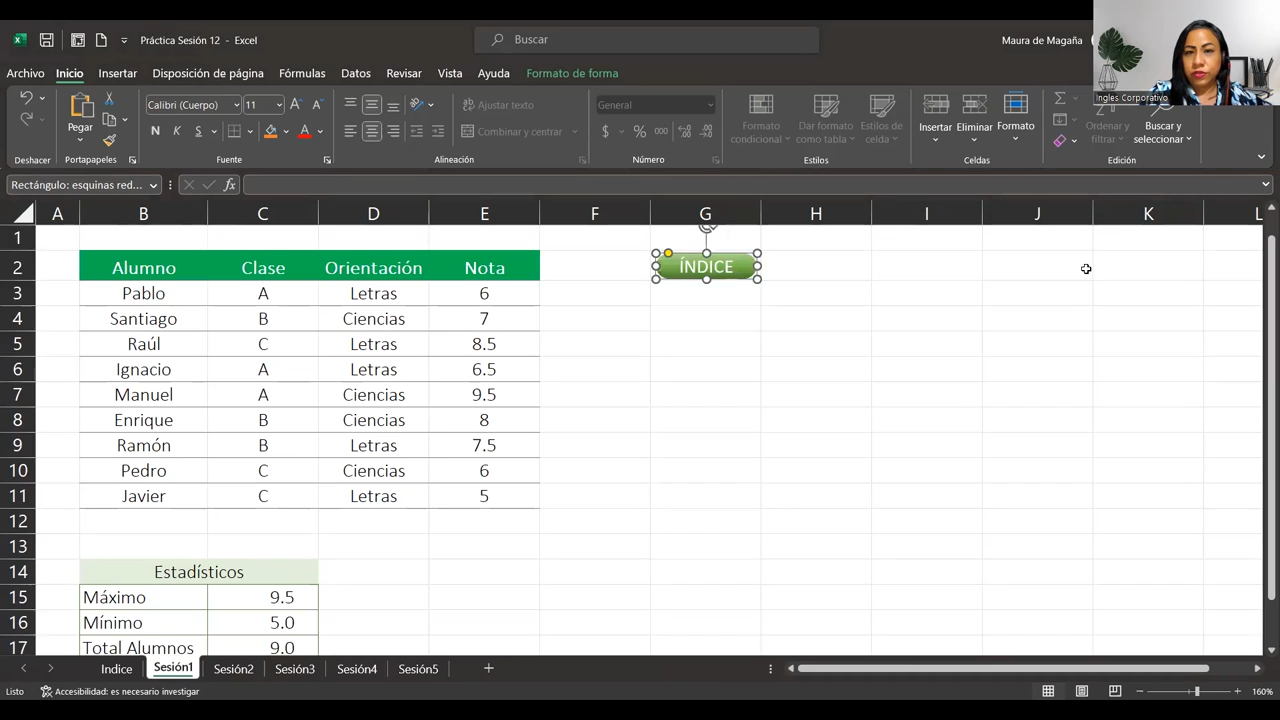 Práctica Sesión 12 - Excel
Buscar
Maura de Magaña
Archivo Inicio Insertar Disposición de página Fórmulas Datos Revisar Vista Ayuda Formato de forma
Ingles Corporativo
Pegar
Calibri (Cuerpo) 11
N K S
Ajustar texto
Combinar y centrar
General
$ % 000
Formato condicional
Dar formato como tabla
Estilos de celda
Insertar
Eliminar
Formato
Ordenar y filtrar
Buscar y seleccionar
Deshacer Portapapeles Fuente Alineación Número Estilos Celdas Edición
Rectángulo: esquinas red... fx
A B C D E F G H I J K L
1
2 Alumno Clase Orientación Nota ÍNDICE
3 Pablo A Letras 6
4 Santiago B Ciencias 7
5 Raúl C Letras 8.5
6 Ignacio A Letras 6.5
7 Manuel A Ciencias 9.5
8 Enrique B Ciencias 8
9 Ramón B Letras 7.5
10 Pedro C Ciencias 6
11 Javier C Letras 5
12
13
14 Estadísticos
15 Máximo 9.5
16 Mínimo 5.0
17 Total Alumnos 9.0
Indice Sesión1 Sesión2 Sesión3 Sesión4 Sesión5
Listo Accesibilidad: es necesario investigar 160%